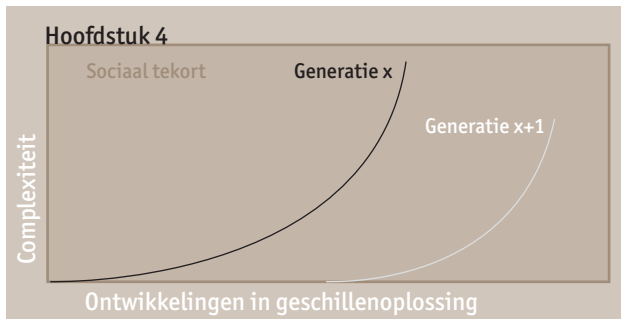 Hoofdstuk 4
Sociaal tekort
Generatie x
Generatie x+1
Complexiteit
Ontwikkelingen in geschillenoplossing